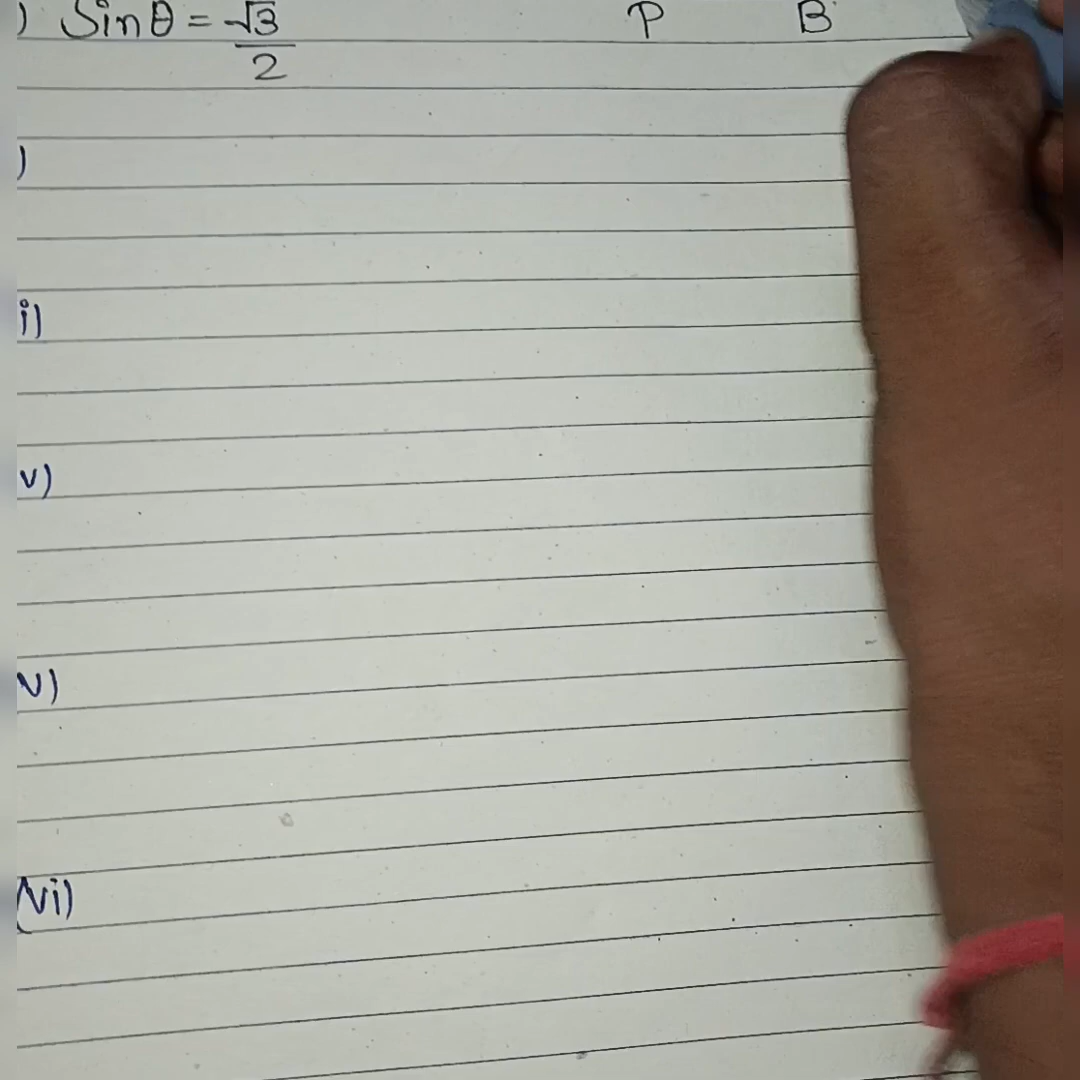 ) Sinθ = √3/2 P B
)
i)
v)
v)
(vi)